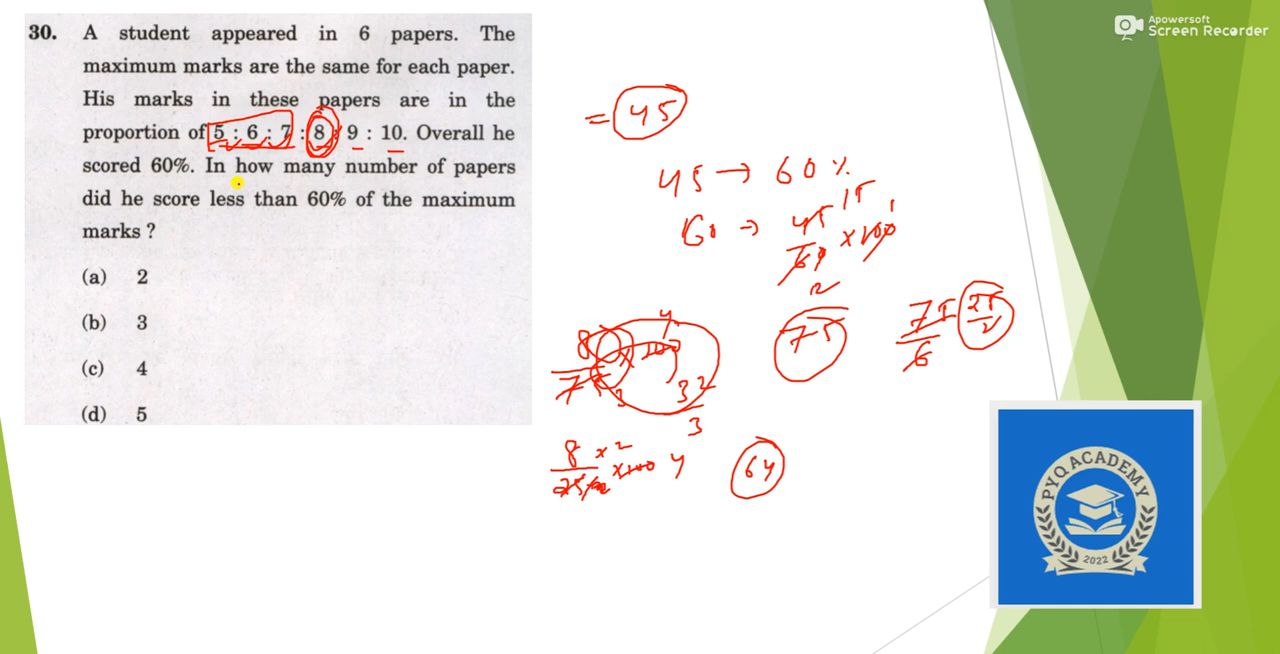 30. A student appeared in 6 papers. The
maximum marks are the same for each paper.
His marks in these papers are in the
proportion of 5 : 6 : 7 : 8 : 9 : 10. Overall he
scored 60%. In how many number of papers
did he score less than 60% of the maximum
marks ?
(a) 2
(b) 3
(c) 4
(d) 5
= 45
45 → 60 %
75
64
Apowersoft
Screen Recorder
PYQ ACADEMY
2022